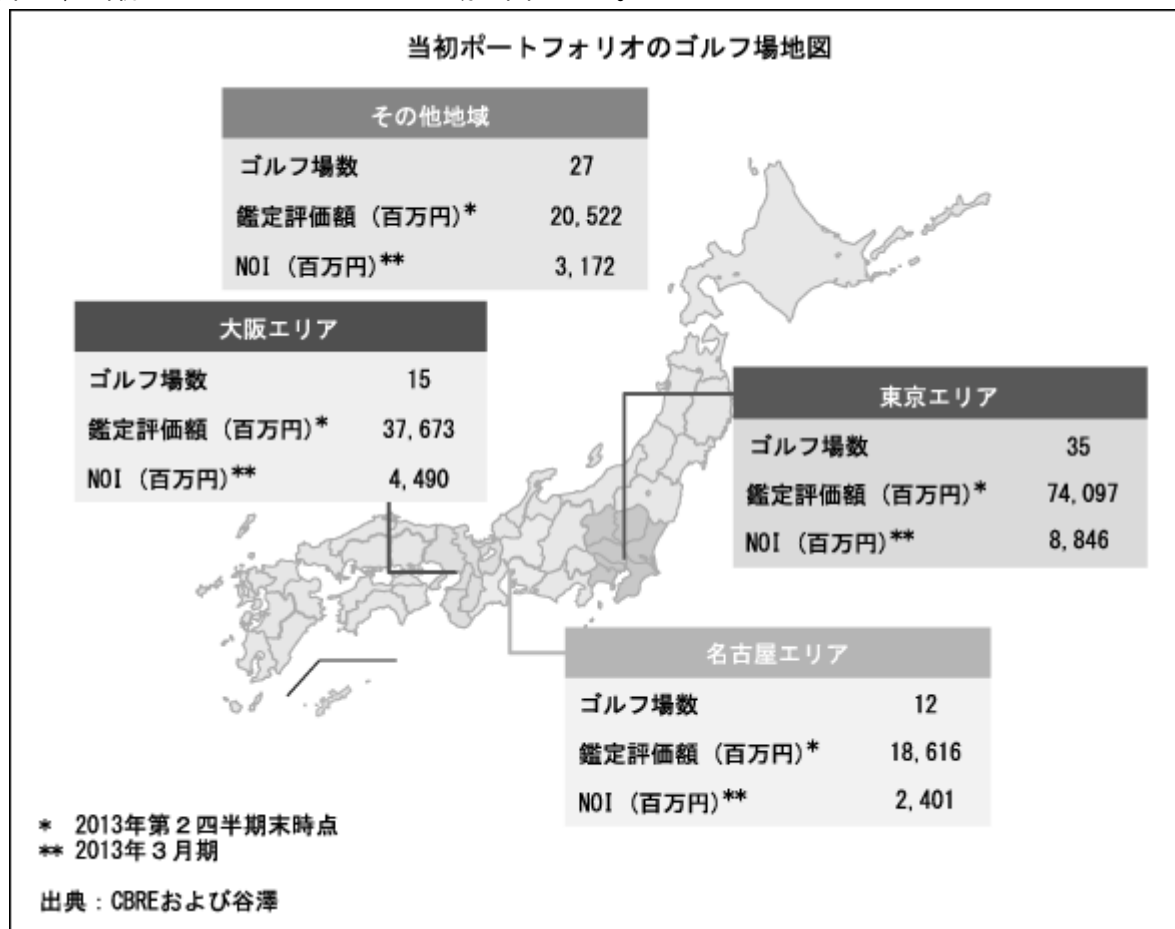 当初ポートフォリオのゴルフ場地図
その他地域
ゴルフ場数 27
鑑定評価額 (百万円)* 20,522
NOI (百万円)** 3,172
大阪エリア
ゴルフ場数 15
鑑定評価額 (百万円)* 37,673
NOI (百万円)** 4,490
東京エリア
ゴルフ場数 35
鑑定評価額 (百万円)* 74,097
NOI (百万円)** 8,846
名古屋エリア
ゴルフ場数 12
鑑定評価額 (百万円)* 18,616
NOI (百万円)** 2,401
* 2013年第2四半期末時点
** 2013年3月期
出典:CBREおよび谷澤